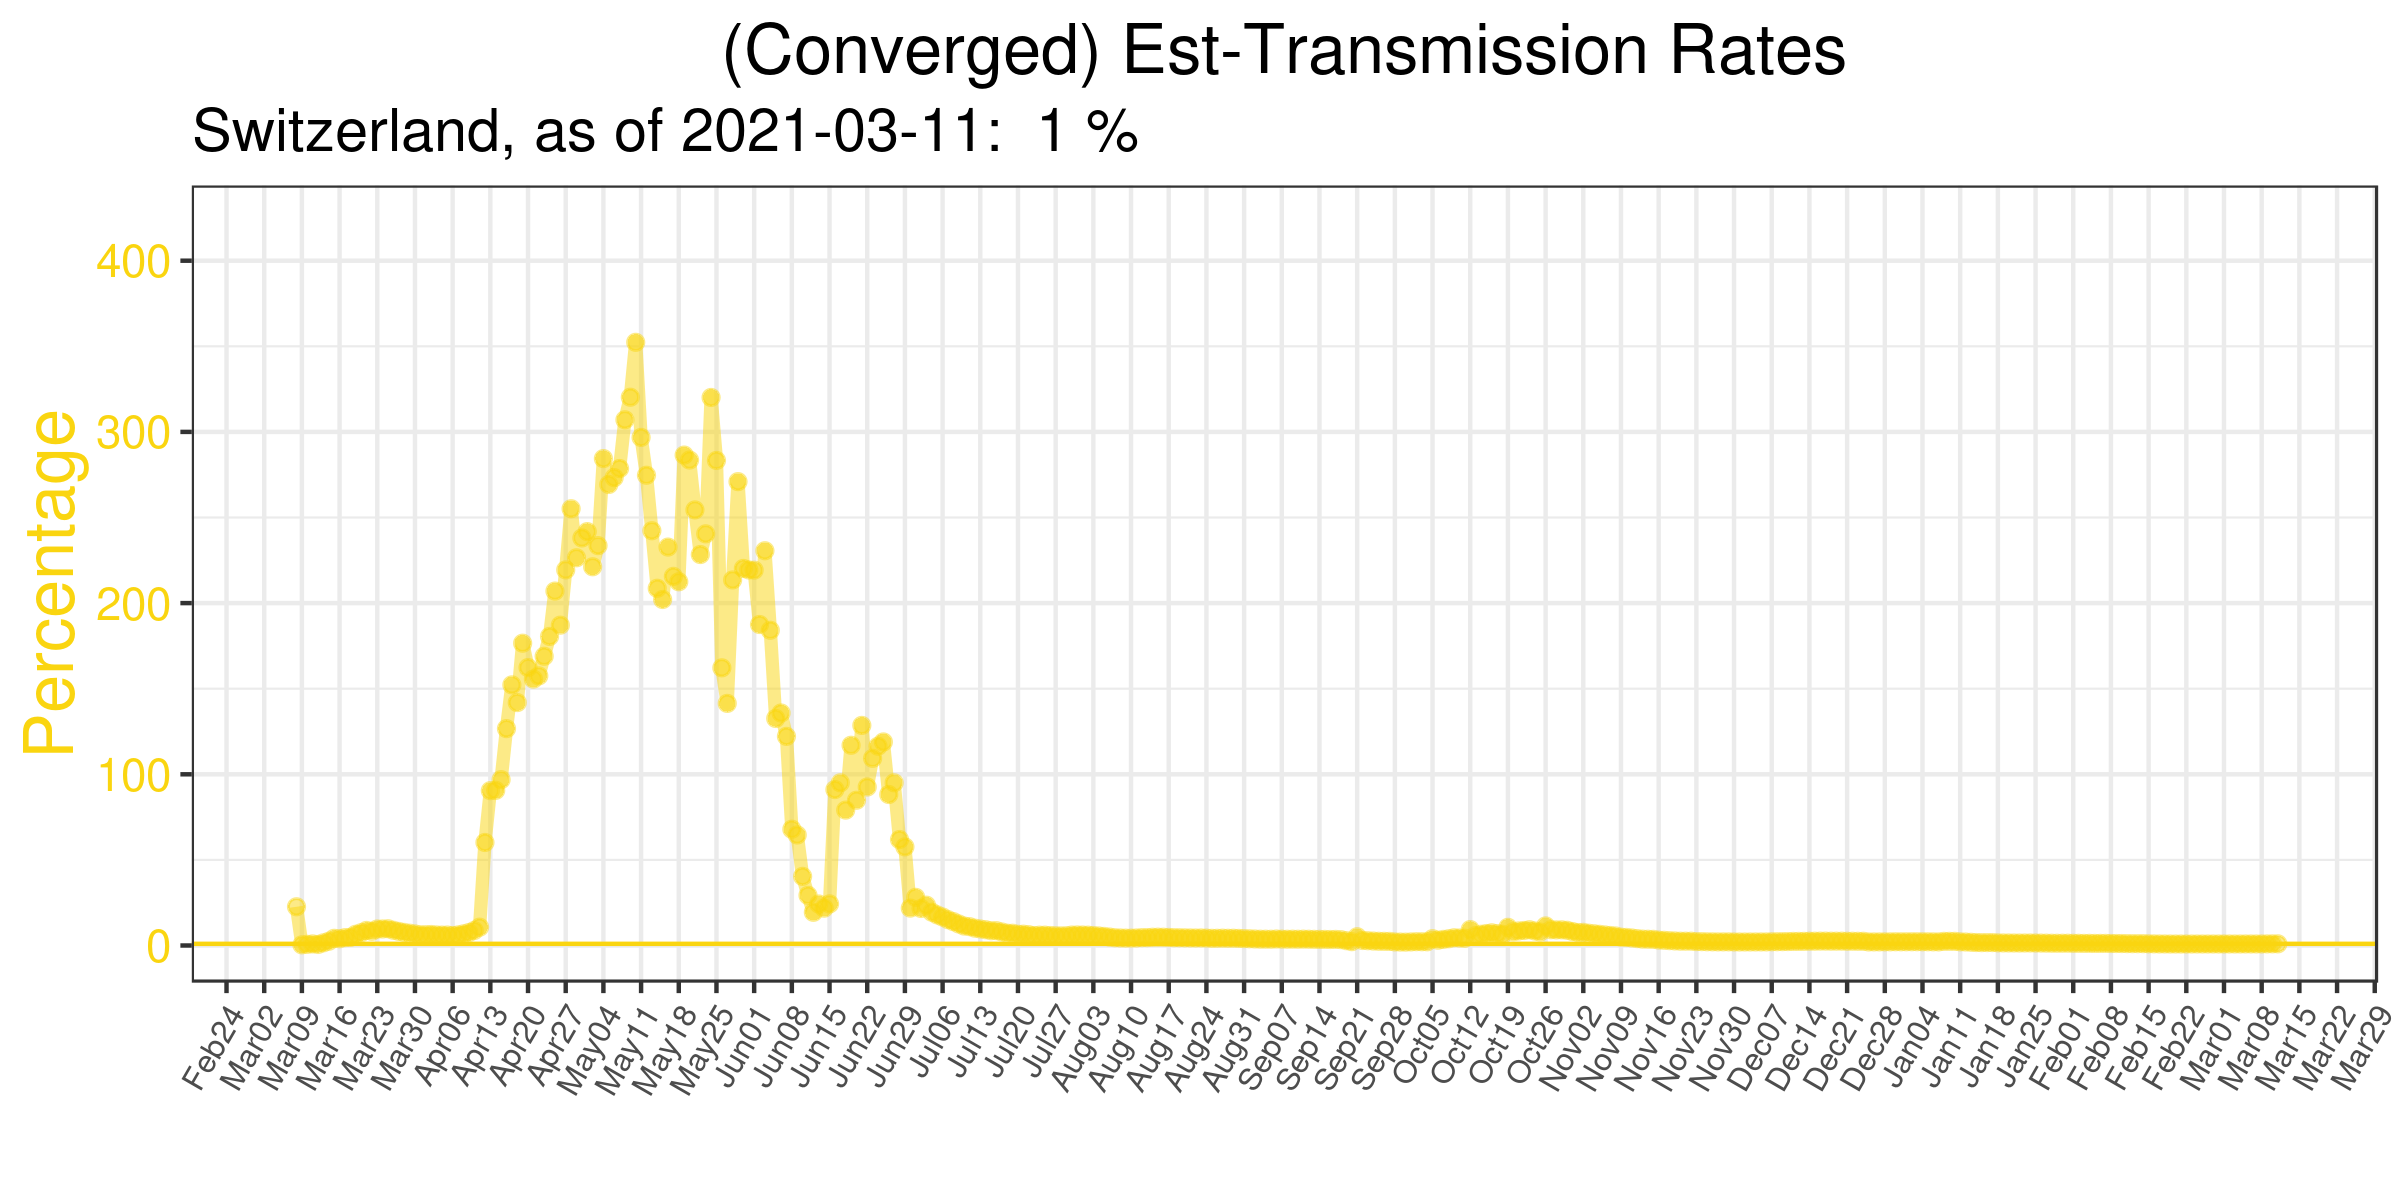 (Converged) Est-Transmission Rates
Switzerland, as of 2021-03-11:  1 %
Percentage
400
300
200
100
0
Feb24
Mar02
Mar09
Mar16
Mar23
Mar30
Apr06
Apr13
Apr20
Apr27
May04
May11
May18
May25
Jun01
Jun08
Jun15
Jun22
Jun29
Jul06
Jul13
Jul20
Jul27
Aug03
Aug10
Aug17
Aug24
Aug31
Sep07
Sep14
Sep21
Sep28
Oct05
Oct12
Oct19
Oct26
Nov02
Nov09
Nov16
Nov23
Nov30
Dec07
Dec14
Dec21
Dec28
Jan04
Jan11
Jan18
Jan25
Feb01
Feb08
Feb15
Feb22
Mar01
Mar08
Mar15
Mar22
Mar29